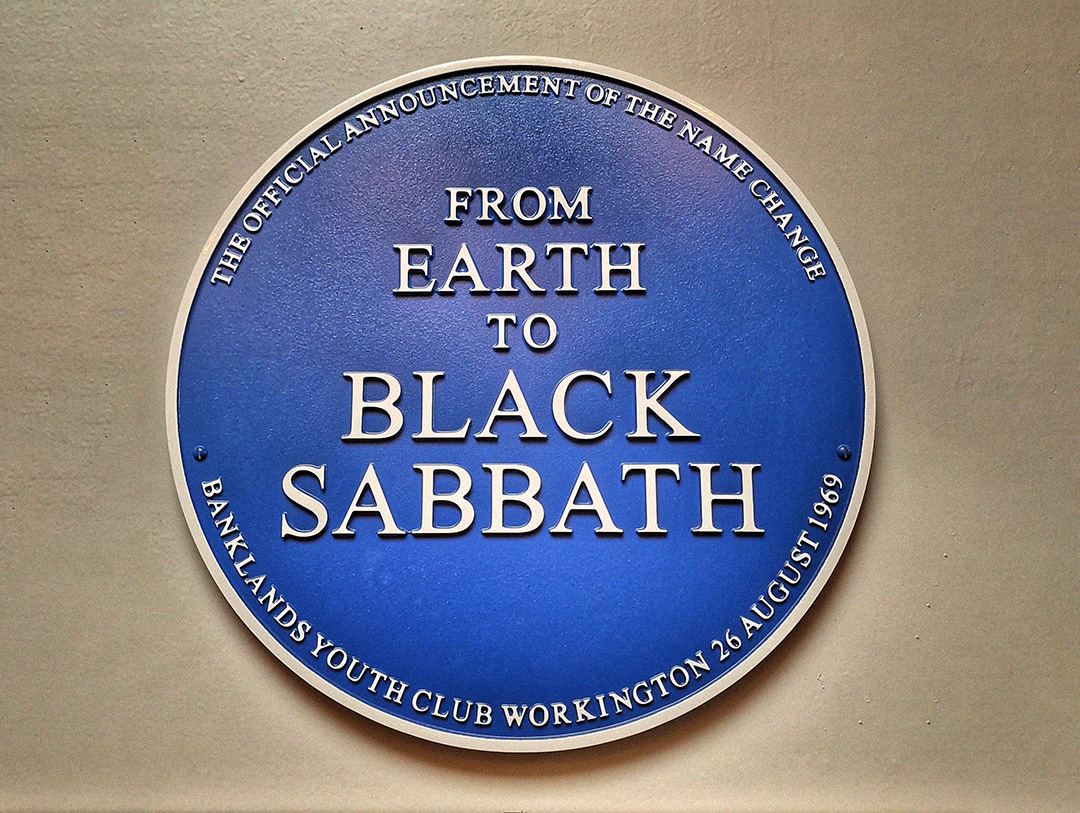 THE OFFICIAL ANNOUNCEMENT OF THE NAME CHANGE
FROM
EARTH
TO
BLACK
SABBATH
BANKLANDS YOUTH CLUB WORKINGTON 26 AUGUST 1969